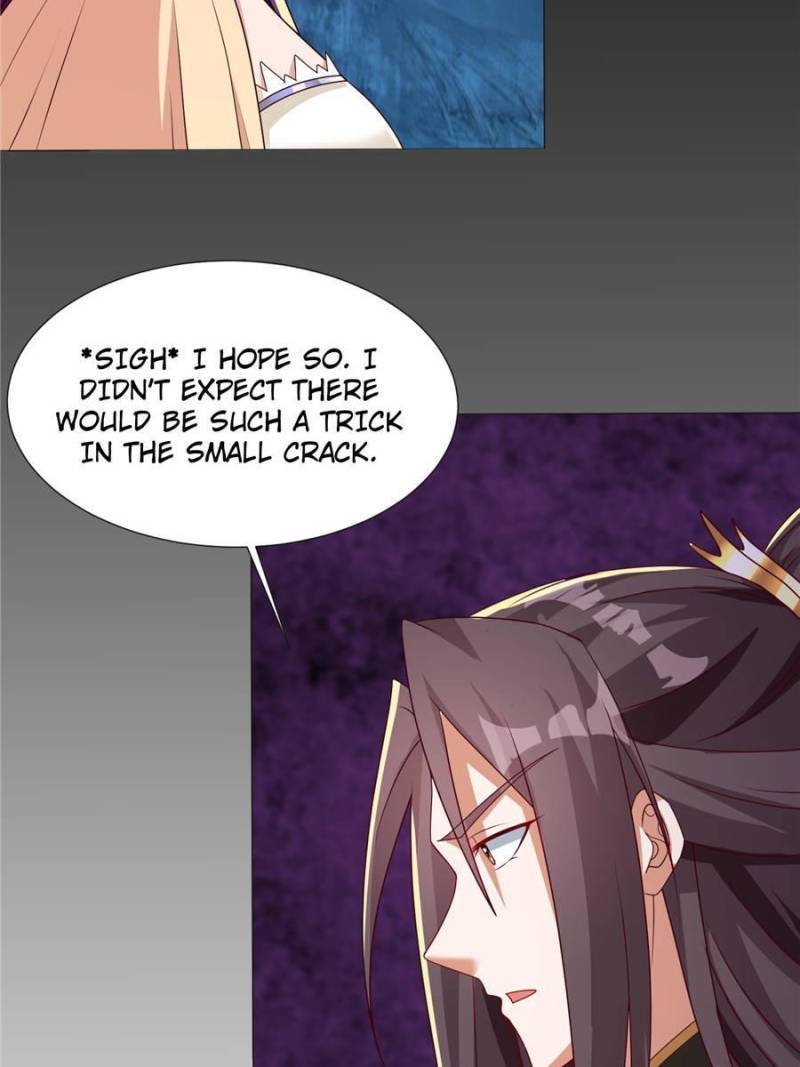 *SIGH* I HOPE SO. I
DIDN'T EXPECT THERE
WOULD BE SUCH A TRICK
IN THE SMALL CRACK.